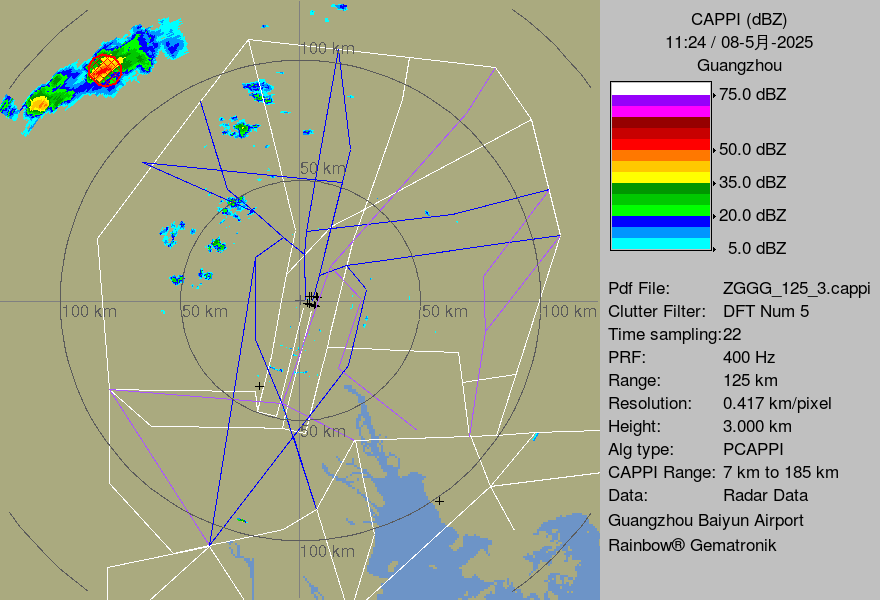 CAPPI (dBZ)
11:24 / 08-5月-2025
Guangzhou
75.0 dBZ
50.0 dBZ
35.0 dBZ
20.0 dBZ
5.0 dBZ
Pdf File: ZGGG_125_3.cappi
Clutter Filter: DFT Num 5
Time sampling:22
PRF: 400 Hz
Range: 125 km
Resolution: 0.417 km/pixel
Height: 3.000 km
Alg type: PCAPPI
CAPPI Range: 7 km to 185 km
Data: Radar Data
Guangzhou Baiyun Airport
Rainbow® Gematronik
100 km
50 km
100 km
50 km
50 km
100 km
50 km
100 km